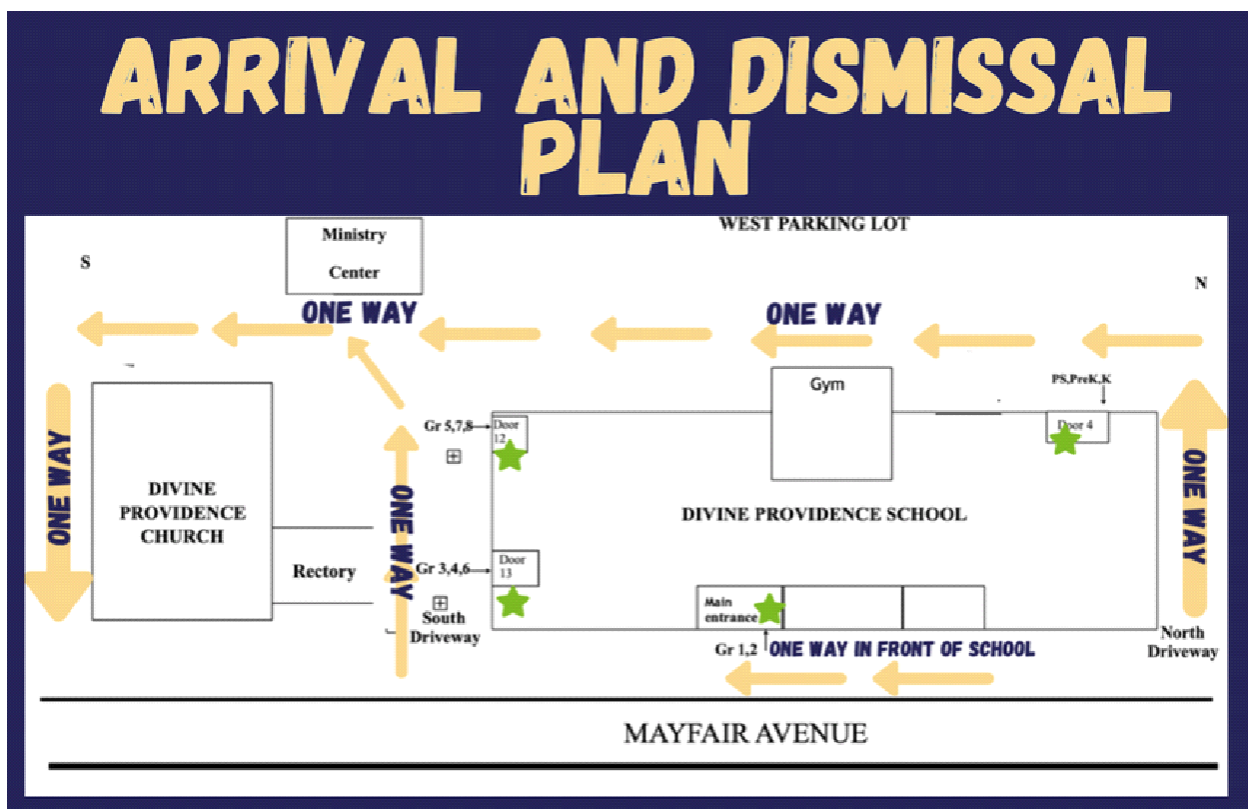 ARRIVAL AND DISMISSAL
PLAN
WEST PARKING LOT
Ministry
Center
S
N
ONE WAY
ONE WAY
PS,PreK,K
Gym
Gr 5,7,8
Door
12
Door 4
ONE WAY
DIVINE
PROVIDENCE
CHURCH
ONE WAY
ONE WAY
DIVINE PROVIDENCE SCHOOL
Rectory
Gr 3,4,6
Door
13
South
Driveway
Main
entrance
Gr 1,2
ONE WAY IN FRONT OF SCHOOL
North
Driveway
MAYFAIR AVENUE